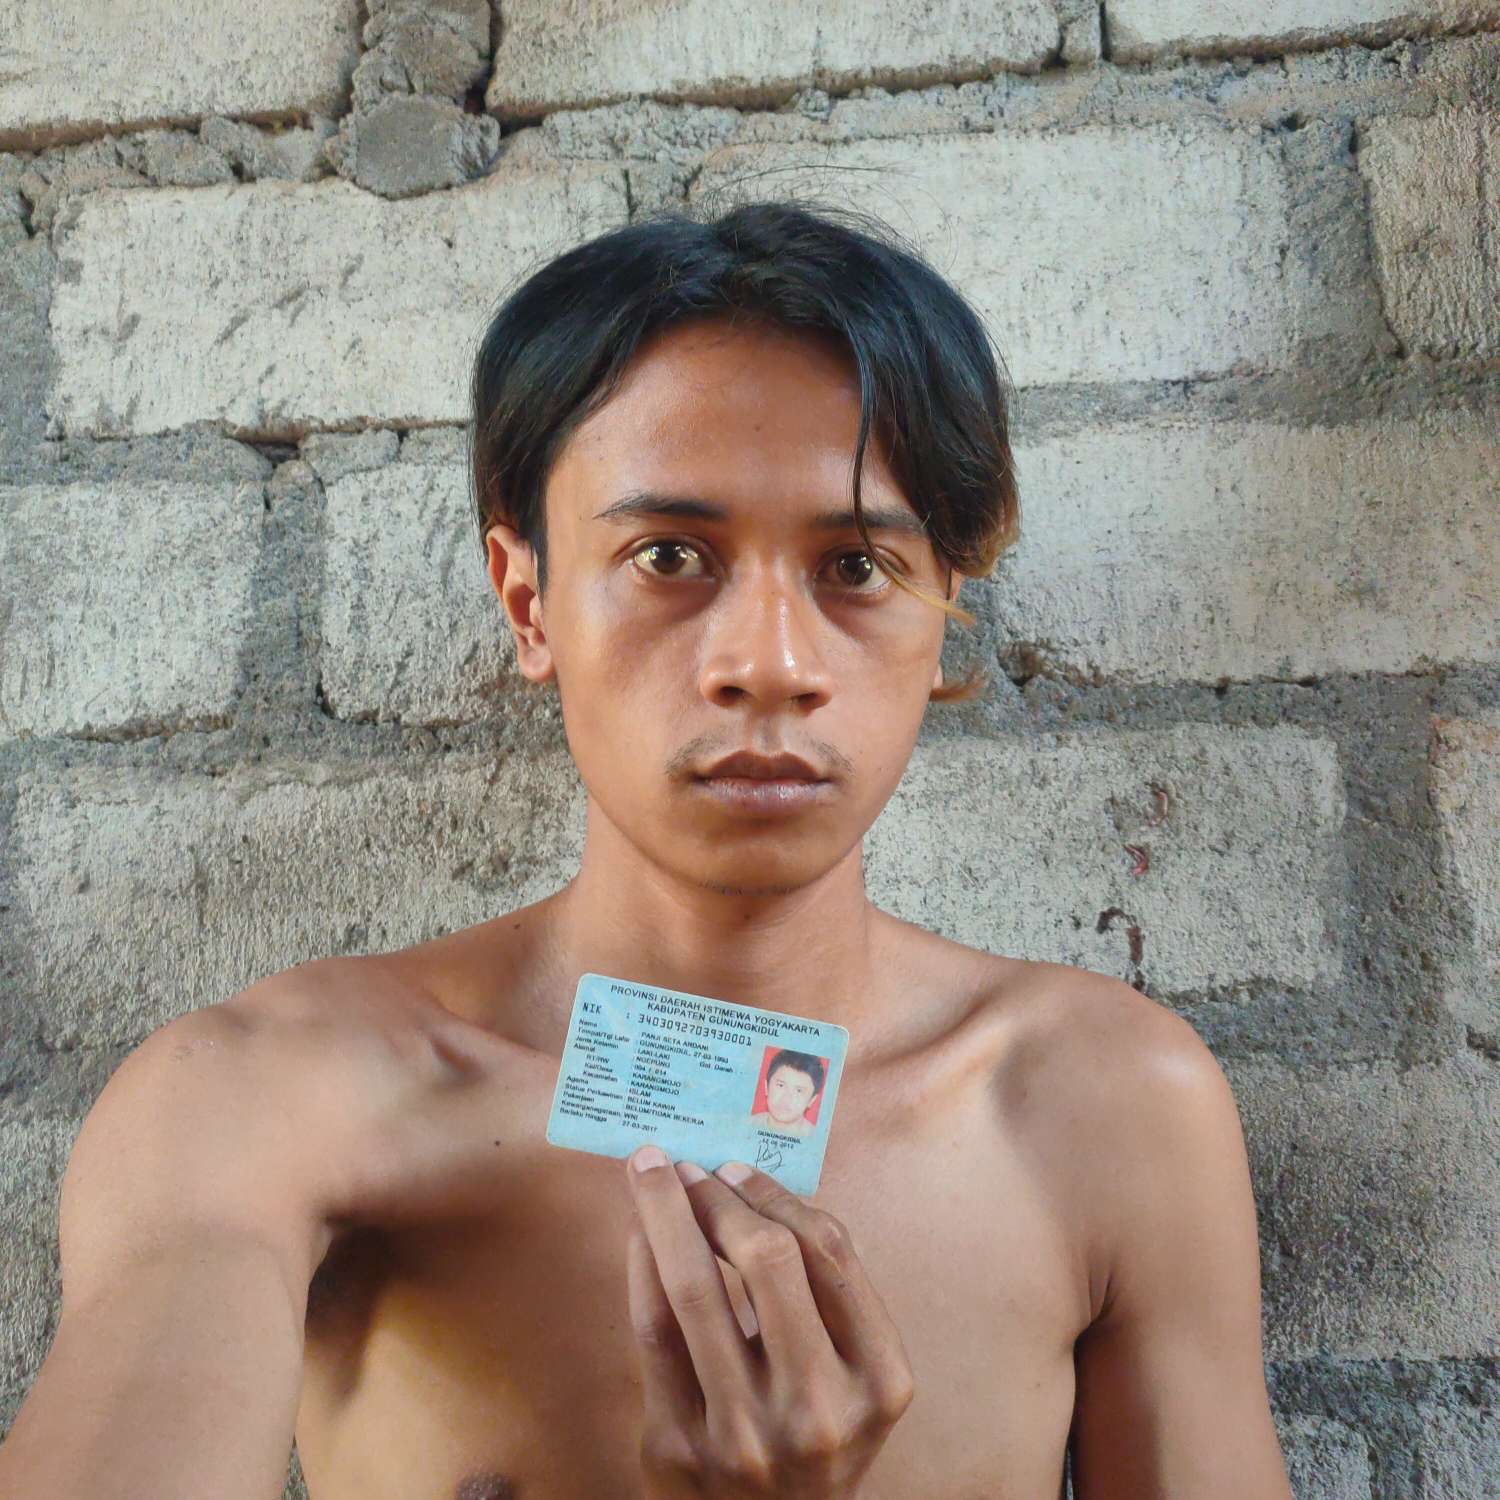 PROVINSI DAERAH ISTIMEWA YOGYAKARTA
KABUPATEN GUNUNGKIDUL
NIK : 3403092703930001
Nama : PANJI SETA ARDANI
Tempat/Tgl Lahir : GUNUNGKIDUL, 27-03-1993
Jenis Kelamin : LAKI-LAKI Gol. Darah
Alamat : NGEPUNG
RT/RW : 004 / 014
Kel/Desa : KARANGMOJO
Kecamatan : KARANGMOJO
Agama : ISLAM
Status Perkawinan : BELUM KAWIN
Pekerjaan : BELUM/TIDAK BEKERJA
Kewarganegaraan: WNI
Berlaku Hingga : 27-03-2017
GUNUNGKIDUL